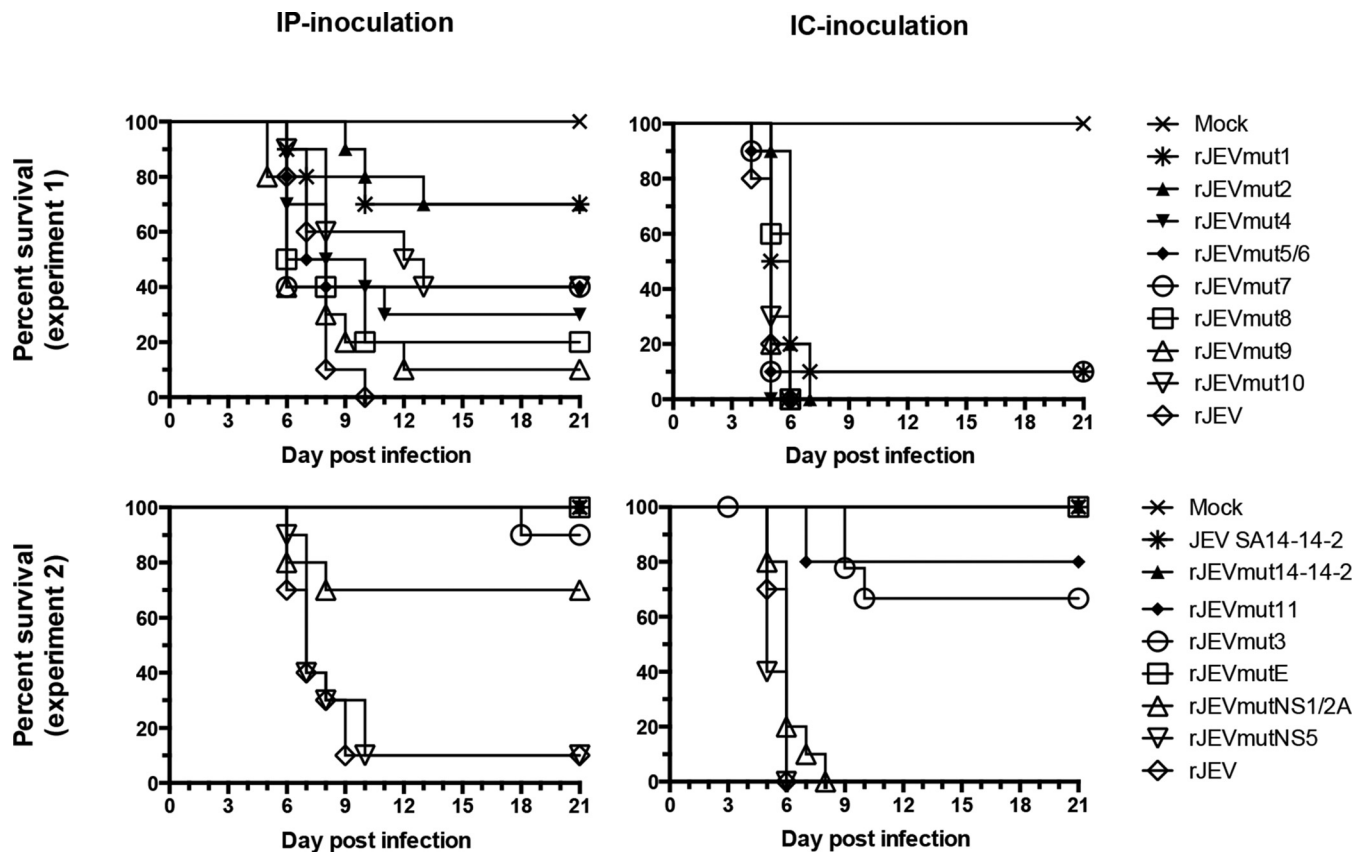 IP-inoculation
IC-inoculation
Percent survival
(experiment 1)
100
80
60
40
20
0
0 3 6 9 12 15 18 21
Day post infection
100
80
60
40
20
0
0 3 6 9 12 15 18 21
Day post infection
Mock
rJEVmut1
rJEVmut2
rJEVmut4
rJEVmut5/6
rJEVmut7
rJEVmut8
rJEVmut9
rJEVmut10
rJEV
Percent survival
(experiment 2)
100
80
60
40
20
0
0 3 6 9 12 15 18 21
Day post infection
100
80
60
40
20
0
0 3 6 9 12 15 18 21
Day post infection
Mock
JEV SA14-14-2
rJEVmut14-14-2
rJEVmut11
rJEVmut3
rJEVmutE
rJEVmutNS1/2A
rJEVmutNS5
rJEV